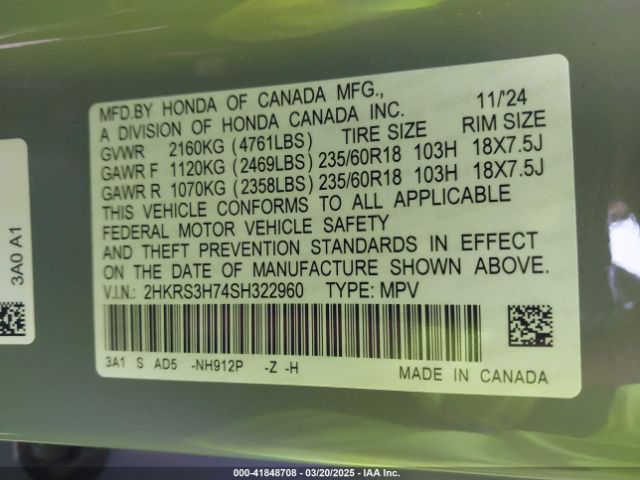 MFD.BY HONDA OF CANADA MFG., 11/'24
A DIVISION OF HONDA CANADA INC.
GVWR 2160KG (4761LBS) TIRE SIZE RIM SIZE
GAWR F 1120KG (2469LBS) 235/60R18 103H 18X7.5J
GAWR R 1070KG (2358LBS) 235/60R18 103H 18X7.5J
THIS VEHICLE CONFORMS TO ALL APPLICABLE
FEDERAL MOTOR VEHICLE SAFETY
AND THEFT PREVENTION STANDARDS IN EFFECT
ON THE DATE OF MANUFACTURE SHOWN ABOVE.
V.I.N.: 2HKRS3H74SH322960 TYPE: MPV
3A1 S AD5 -NH912P -Z -H
MADE IN CANADA
3A0 A1
000-41848708 | 03/20/2025 | IAA Inc.